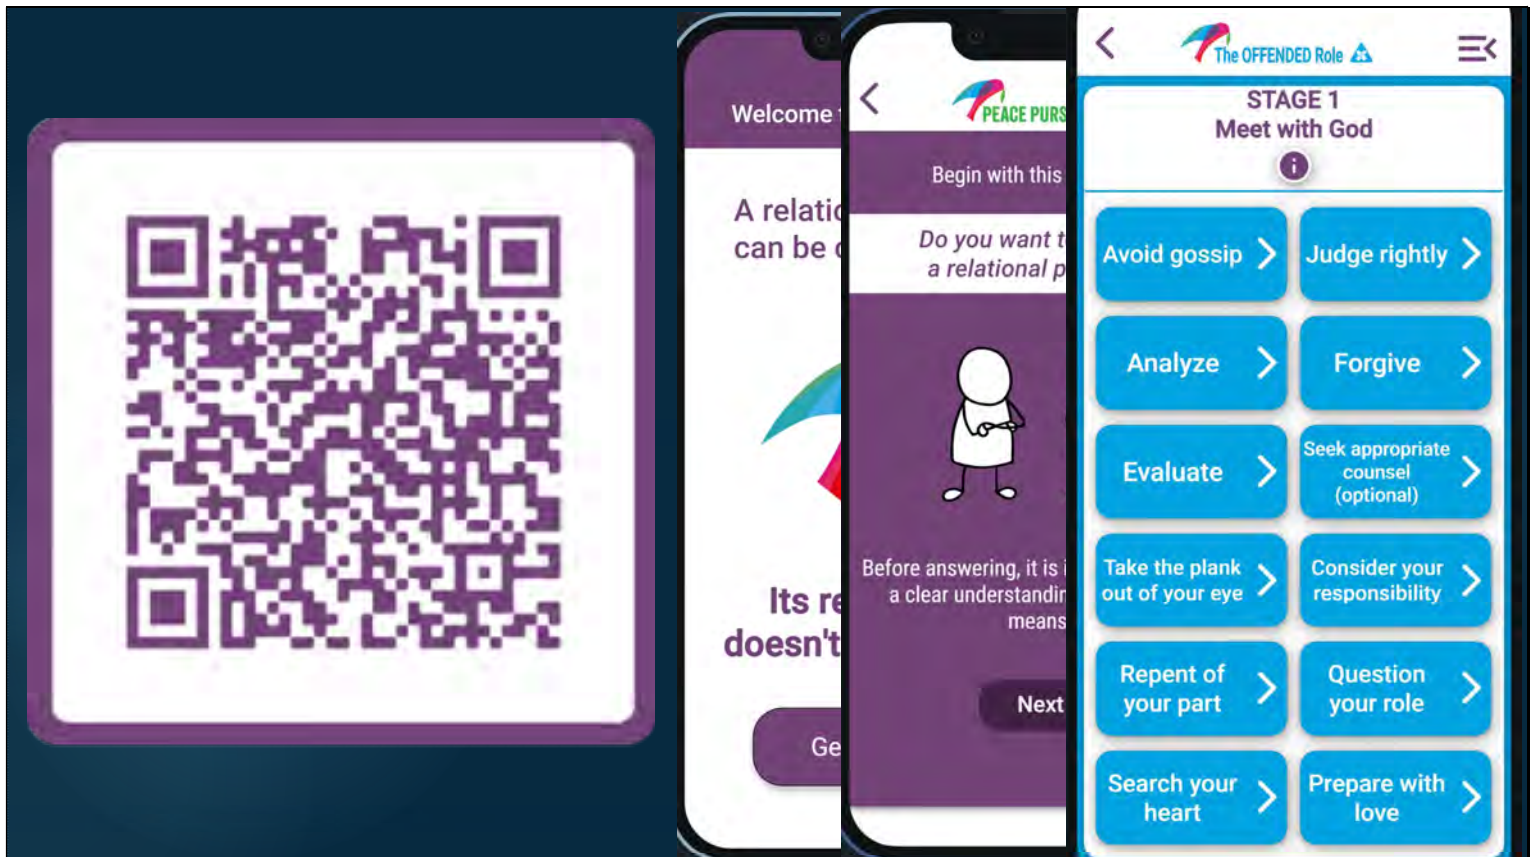 Welcome
A relatio
can be
Its re
doesn't
Ge
PEACE PURS
Begin with this
Do you want t
a relational p
Before answering, it is i
a clear understandin
means
Next
The OFFENDED Role
STAGE 1
Meet with God
i
Avoid gossip
Judge rightly
Analyze
Forgive
Evaluate
Seek appropriate
counsel
(optional)
Take the plank
out of your eye
Consider your
responsibility
Repent of
your part
Question
your role
Search your
heart
Prepare with
love